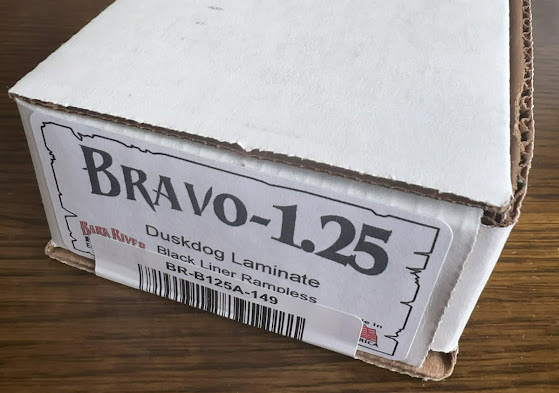 BRAVO-1.25
BARK RIVER
Duskdog Laminate
Black Liner Rampless
BR-B125A-149